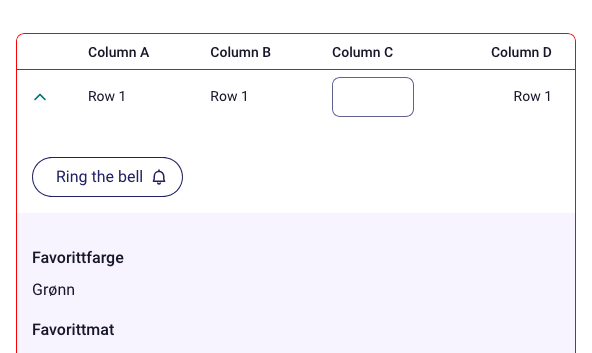 Column A Column B Column C Column D
Row 1 Row 1 Row 1
Ring the bell
Favorittfarge
Grønn
Favorittmat